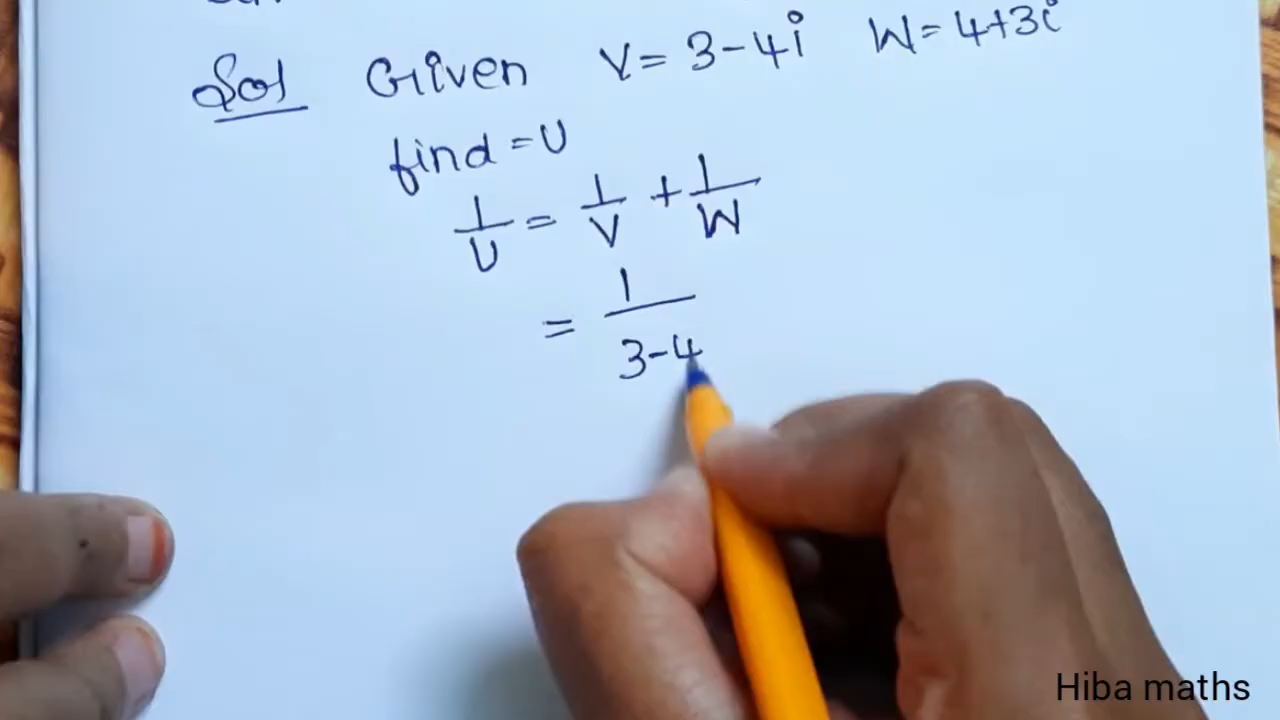 Sol Given V = 3-4i W = 4+3i
find = U
1/U = 1/V + 1/W
= 1/3-4
Hiba maths